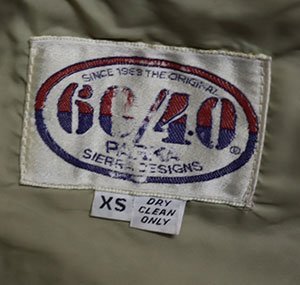 SINCE 1968 THE ORIGINAL
60/40
PARKA
SIERRA DESIGNS
®
XS
DRY
CLEAN
ONLY